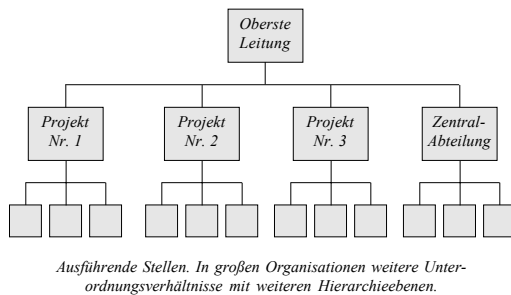 Oberste
Leitung
Projekt
Nr. 1
Projekt
Nr. 2
Projekt
Nr. 3
Zentral-
Abteilung
Ausführende Stellen. In großen Organisationen weitere Unter-
ordnungsverhältnisse mit weiteren Hierarchieebenen.